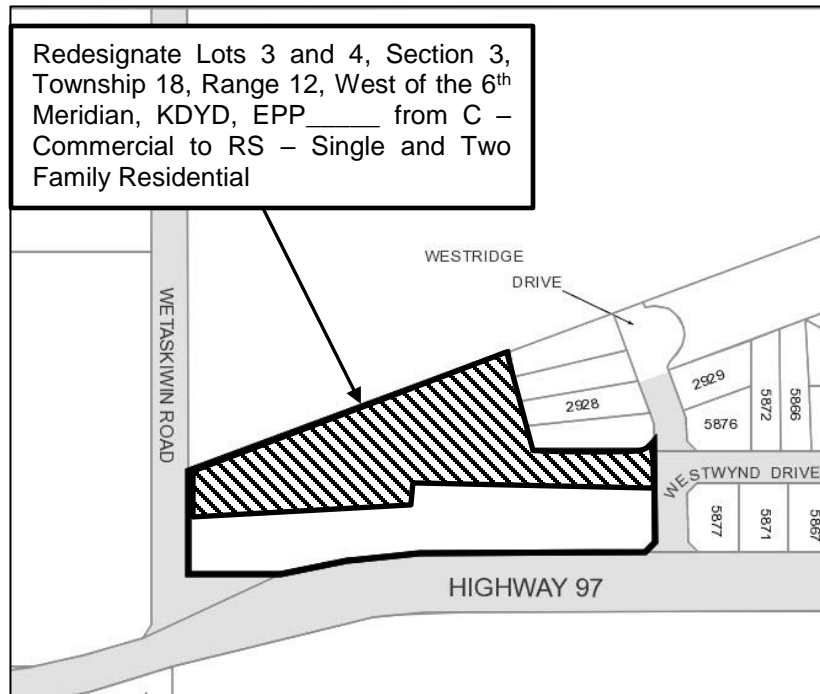 Redesignate Lots 3 and 4, Section 3,
Township 18, Range 12, West of the 6th
Meridian, KDYD, EPP_____ from C –
Commercial to RS – Single and Two
Family Residential
WESTRIDGE
DRIVE
WETASKIWIN ROAD
2929
2928
5872
5866
5876
WESTWYND DRIVE
5877
5871
5867
HIGHWAY 97